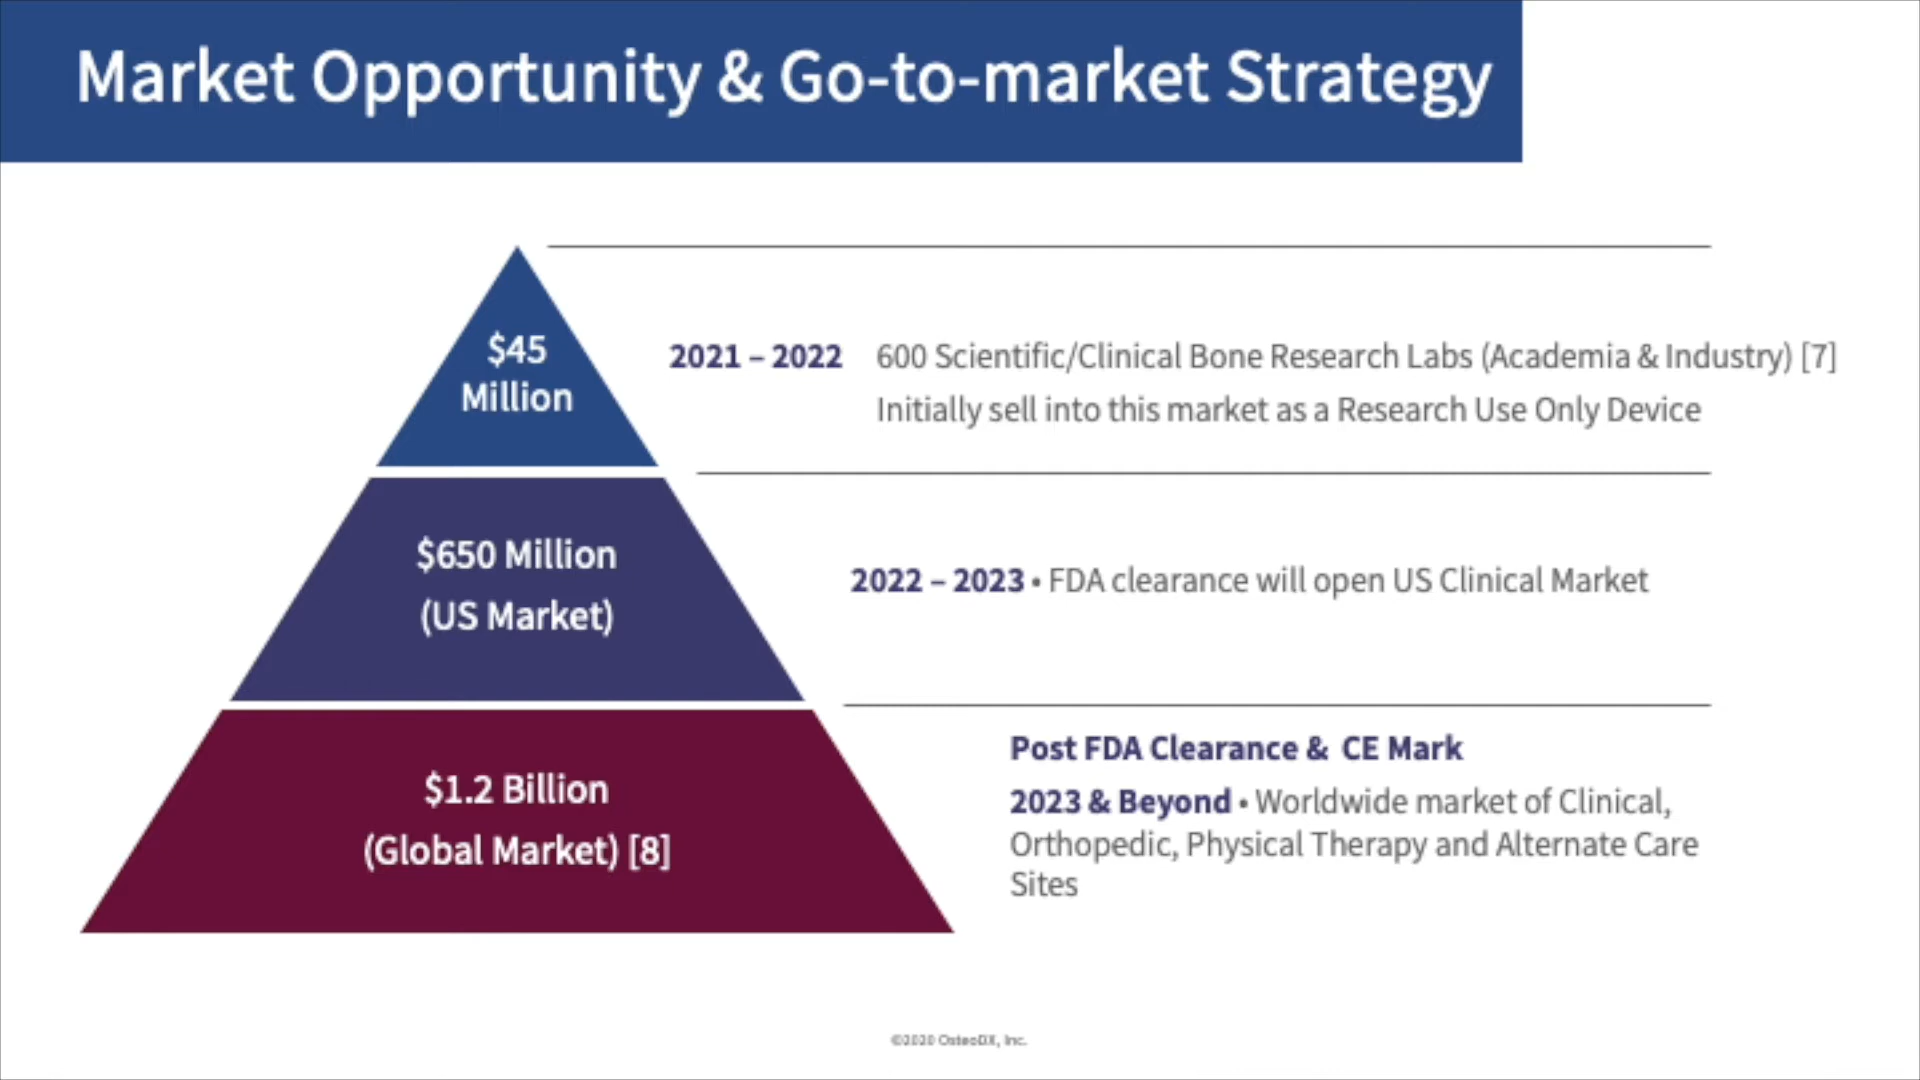 Market Opportunity & Go-to-market Strategy
$45
Million
2021 – 2022 600 Scientific/Clinical Bone Research Labs (Academia & Industry) [7]
Initially sell into this market as a Research Use Only Device
$650 Million
(US Market)
2022 – 2023 • FDA clearance will open US Clinical Market
$1.2 Billion
(Global Market) [8]
Post FDA Clearance & CE Mark
2023 & Beyond • Worldwide market of Clinical,
Orthopedic, Physical Therapy and Alternate Care
Sites
©2020 OsteoDX, Inc.